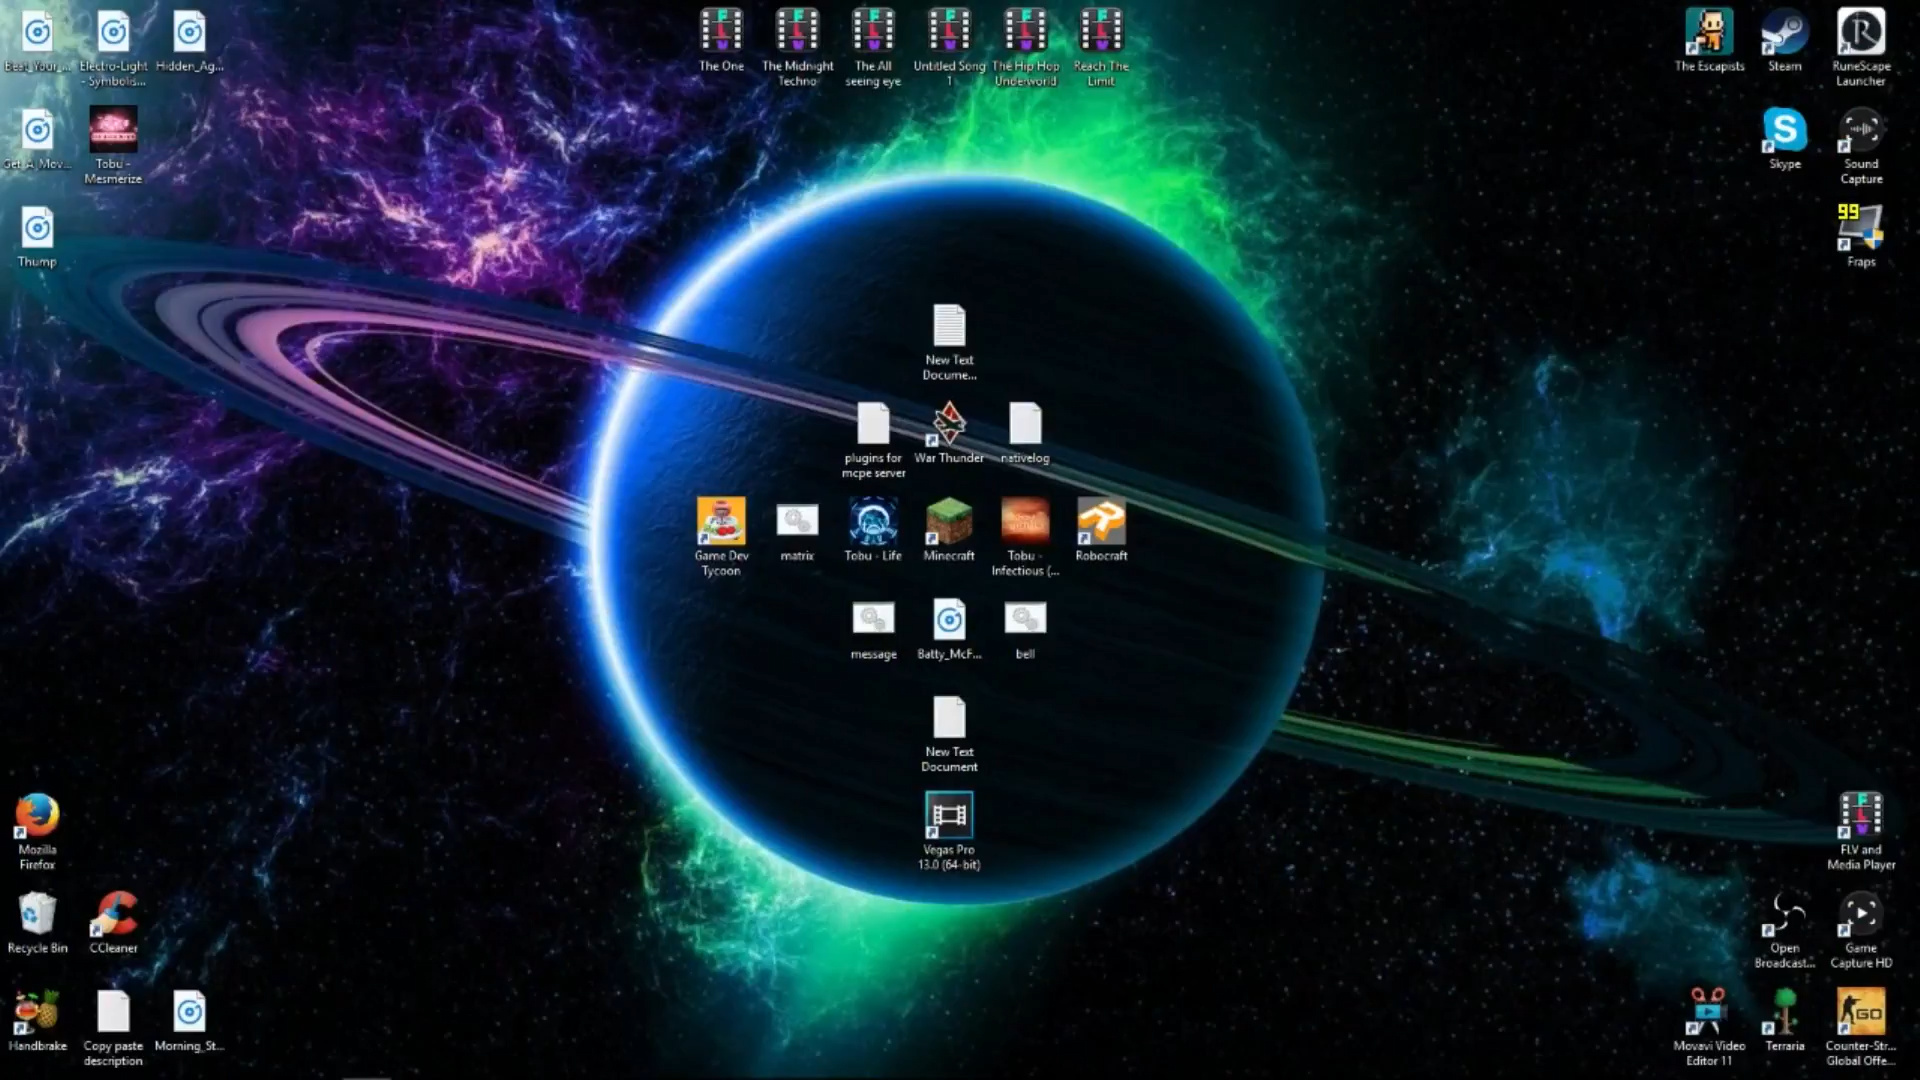 Beat_Your_...
Electro-Light
- Symbolis...
Hidden_Ag...
The One
The Midnight
Techno
The All
seeing eye
Untitled Song
1
The Hip Hop
Underworld
Reach The
Limit
The Escapists
Steam
RuneScape
Launcher
Get_A_Mov...
Tobu -
Mesmerize
Skype
Sound
Capture
Thump
99
Fraps
New Text
Docume...
plugins for
mcpe server
War Thunder
nativelog
Game Dev
Tycoon
matrix
Tobu - Life
Minecraft
Tobu -
Infectious (...
Robocraft
message
Batty_McF...
bell
New Text
Document
Vegas Pro
13.0 (64-bit)
Mozilla
Firefox
FLV and
Media Player
Recycle Bin
CCleaner
Open
Broadcast...
Game
Capture HD
Handbrake
Copy paste
description
Morning_St...
Movavi Video
Editor 11
Terraria
GO
Counter-Str...
Global Offe...